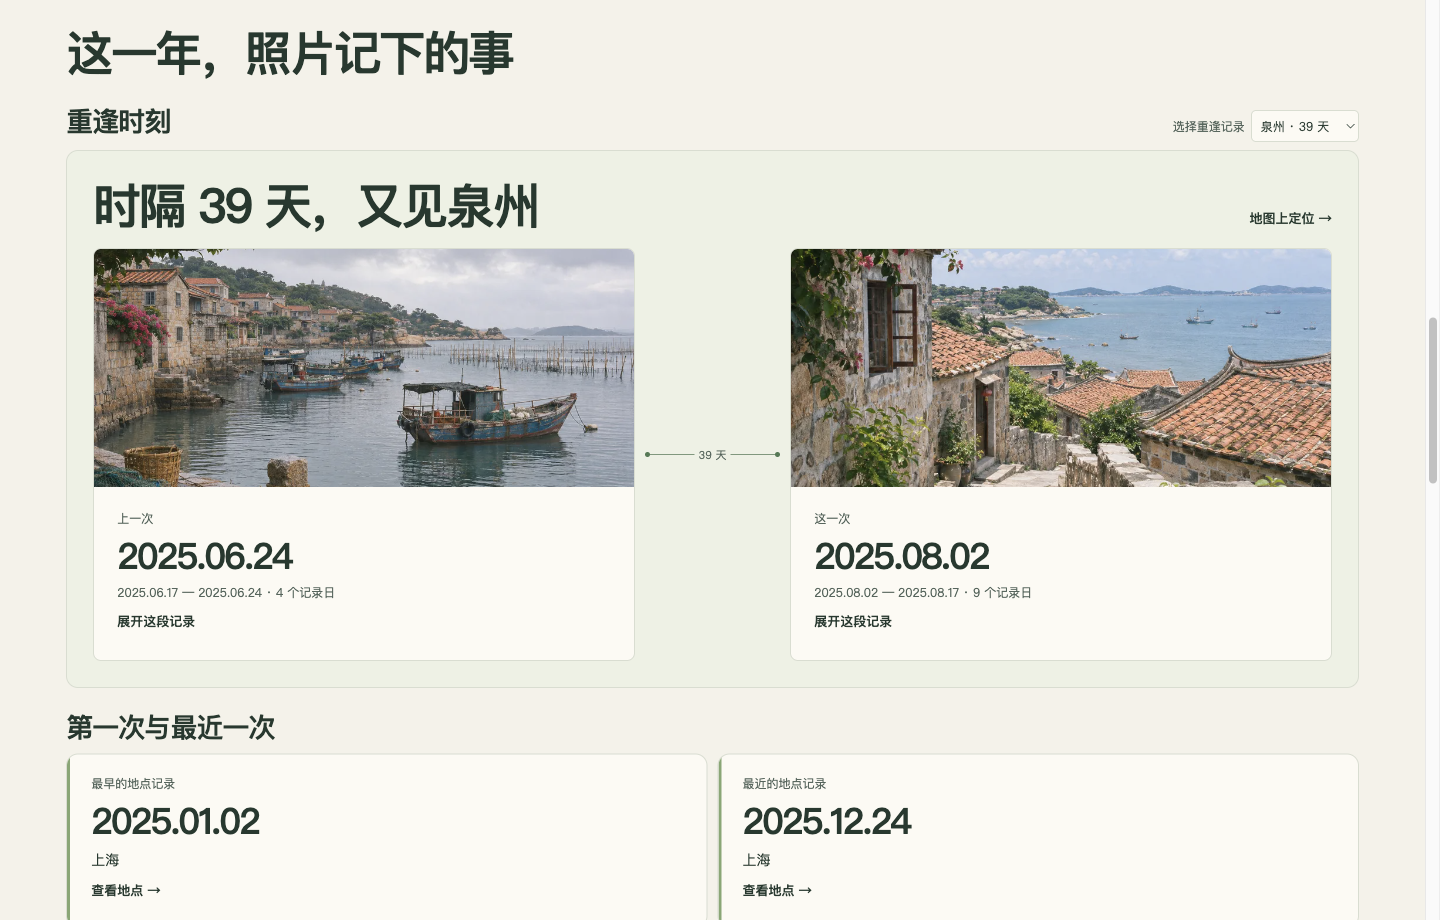 这一年，照片记下的事
重逢时刻
选择重逢记录 泉州 · 39 天
时隔 39 天，又见泉州
地图上定位 →
39 天
上一次
2025.06.24
2025.06.17 — 2025.06.24 · 4 个记录日
展开这段记录
这一次
2025.08.02
2025.08.02 — 2025.08.17 · 9 个记录日
展开这段记录
第一次与最近一次
最早的地点记录
2025.01.02
上海
查看地点 →
最近的地点记录
2025.12.24
上海
查看地点 →